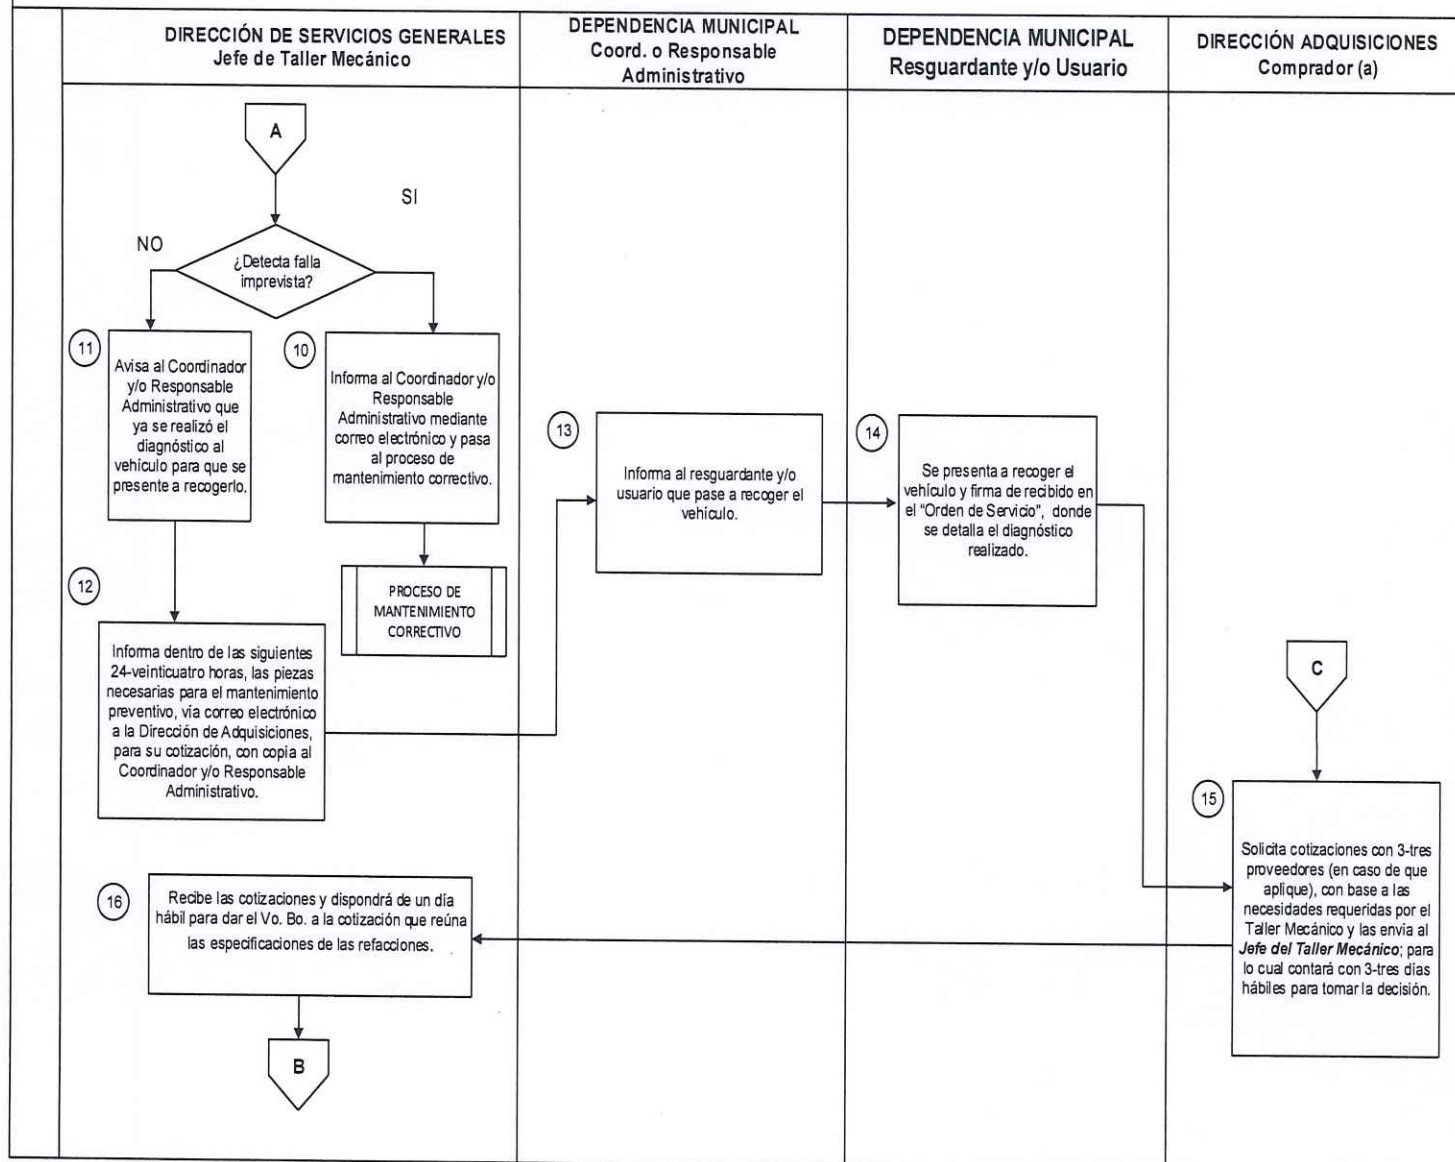 DIRECCIÓN DE SERVICIOS GENERALES
Jefe de Taller Mecánico
DEPENDENCIA MUNICIPAL
Coord. o Responsable
Administrativo
DEPENDENCIA MUNICIPAL
Resguardante y/o Usuario
DIRECCIÓN ADQUISICIONES
Comprador (a)
A
SI
NO
¿Detecta falla
imprevista?
11
Avisa al Coordinador
y/o Responsable
Administrativo que
ya se realizó el
diagnóstico al
vehículo para que se
presente a recogerlo.
10
Informa al Coordinador y/o
Responsable
Administrativo mediante
correo electrónico y pasa
al proceso de
mantenimiento correctivo.
PROCESO DE
MANTENIMIENTO
CORRECTIVO
12
Informa dentro de las siguientes
24-veinticuatro horas, las piezas
necesarias para el mantenimiento
preventivo, vía correo electrónico
a la Dirección de Adquisiciones,
para su cotización, con copia al
Coordinador y/o Responsable
Administrativo.
13
Informa al resguardante y/o
usuario que pase a recoger el
vehículo.
14
Se presenta a recoger el
vehículo y firma de recibido en
el "Orden de Servicio", donde
se detalla el diagnóstico
realizado.
C
15
Solicita cotizaciones con 3-tres
proveedores (en caso de que
aplique), con base a las
necesidades requeridas por el
Taller Mecánico y las envia al
Jefe del Taller Mecánico; para
lo cual contará con 3-tres días
hábiles para tomar la decisión.
16
Recibe las cotizaciones y dispondrá de un día
hábil para dar el Vo. Bo. a la cotización que reúna
las especificaciones de las refacciones.
B